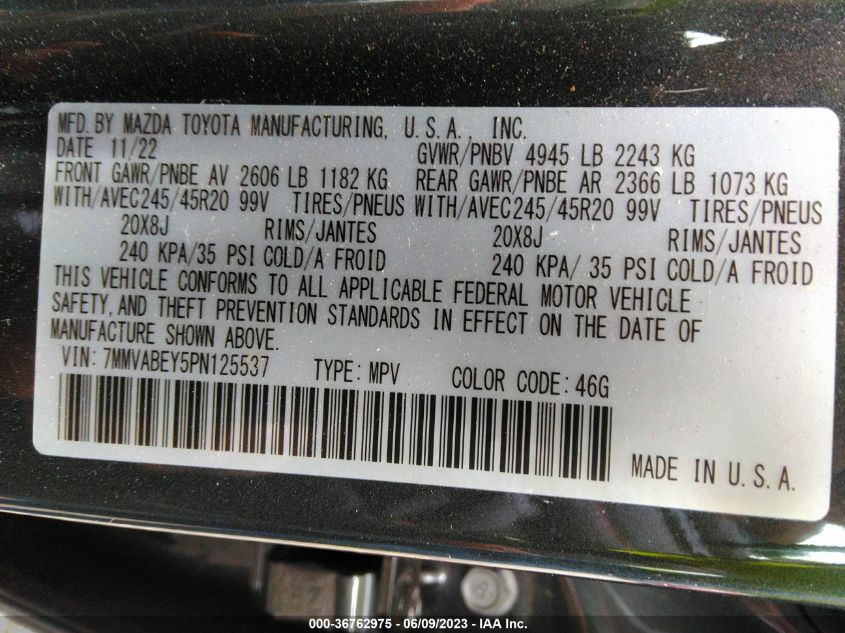 MFD. BY MAZDA TOYOTA MANUFACTURING, U.S.A., INC.
DATE 11/22 GVWR/PNBV 4945 LB 2243 KG
FRONT GAWR/PNBE AV 2606 LB 1182 KG REAR GAWR/PNBE AR 2366 LB 1073 KG
WITH/AVEC 245/45R20 99V TIRES/PNEUS WITH/AVEC 245/45R20 99V TIRES/PNEUS
20X8J RIMS/JANTES 20X8J RIMS/JANTES
240 KPA/35 PSI COLD/A FROID 240 KPA/ 35 PSI COLD/A FROID
THIS VEHICLE CONFORMS TO ALL APPLICABLE FEDERAL MOTOR VEHICLE
SAFETY, AND THEFT PREVENTION STANDARDS IN EFFECT ON THE DATE OF
MANUFACTURE SHOWN ABOVE.
VIN: 7MMVABEY5PN125537 TYPE: MPV COLOR CODE: 46G
MADE IN U.S.A.
000-36762975 - 06/09/2023 - IAA Inc.